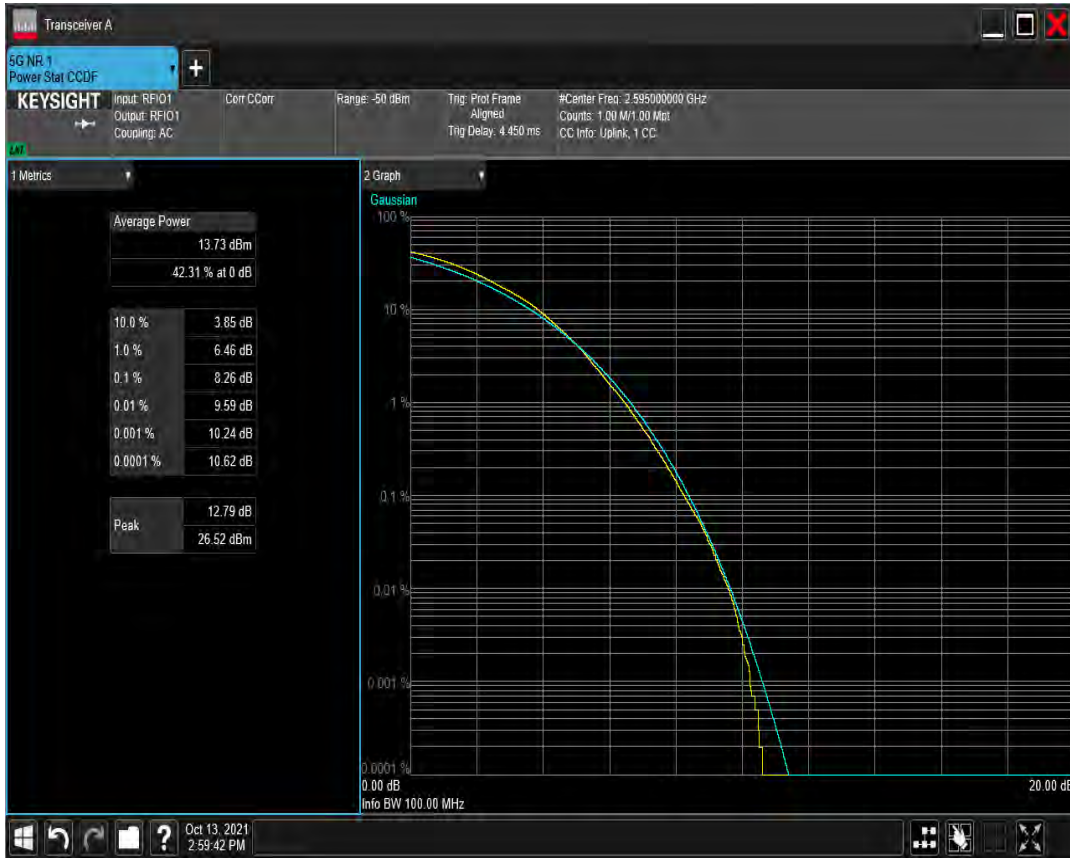 Transceiver A
5G NR 1
Power Stat CCDF
+
KEYSIGHT
Input: RFIO1
Output: RFIO1
Coupling: AC
Corr CCorr
Range: -50 dBm
Trig: Prot Frame
Aligned
Trig Delay: 4.450 ms
#Center Freq: 2.595000000 GHz
Counts: 1.00 M/1.00 Mpt
CC Info: Uplink, 1 CC
1 Metrics
Average Power
13.73 dBm
42.31 % at 0 dB
10.0 % 3.85 dB
1.0 % 6.46 dB
0.1 % 8.26 dB
0.01 % 9.59 dB
0.001 % 10.24 dB
0.0001 % 10.62 dB
Peak 12.79 dB
26.52 dBm
2 Graph
Gaussian
100 %
10 %
1 %
0.1 %
0.01 %
0.001 %
0.0001 %
0.00 dB 20.00 dB
Info BW 100.00 MHz
?
Oct 13, 2021
2:59:42 PM